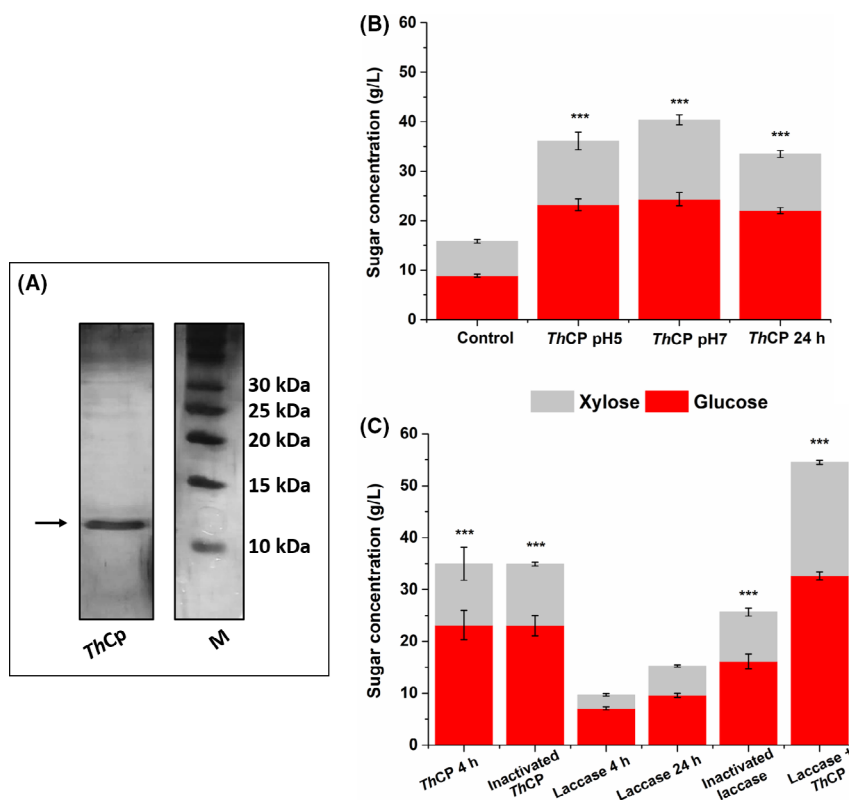 (A)
30 kDa
25 kDa
20 kDa
15 kDa
10 kDa
ThCp
M
(B)
Sugar concentration (g/L)
60
50
40
30
20
10
0
***
***
***
Control
ThCP pH5
ThCP pH7
ThCP 24 h
Xylose
Glucose
(C)
Sugar concentration (g/L)
60
50
40
30
20
10
0
***
***
***
***
ThCP 4 h
Inactivated
ThCP
Laccase 4 h
Laccase 24 h
Inactivated
laccase
Laccase +
ThCP